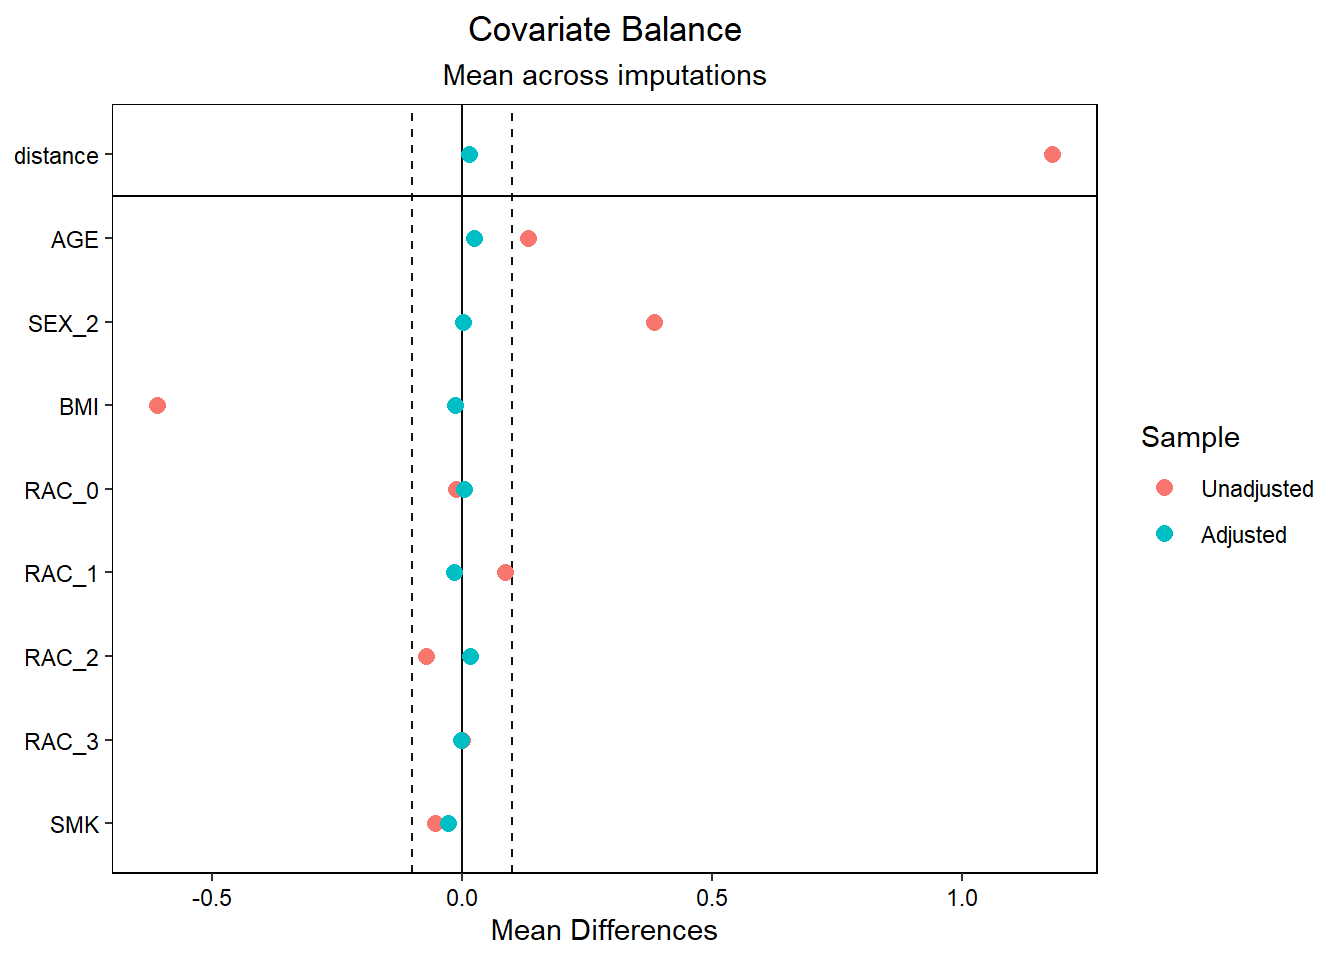 Covariate Balance
Mean across imputations
distance
AGE
SEX_2
BMI
RAC_0
RAC_1
RAC_2
RAC_3
SMK
-0.5 0.0 0.5 1.0
Mean Differences
Sample
Unadjusted
Adjusted